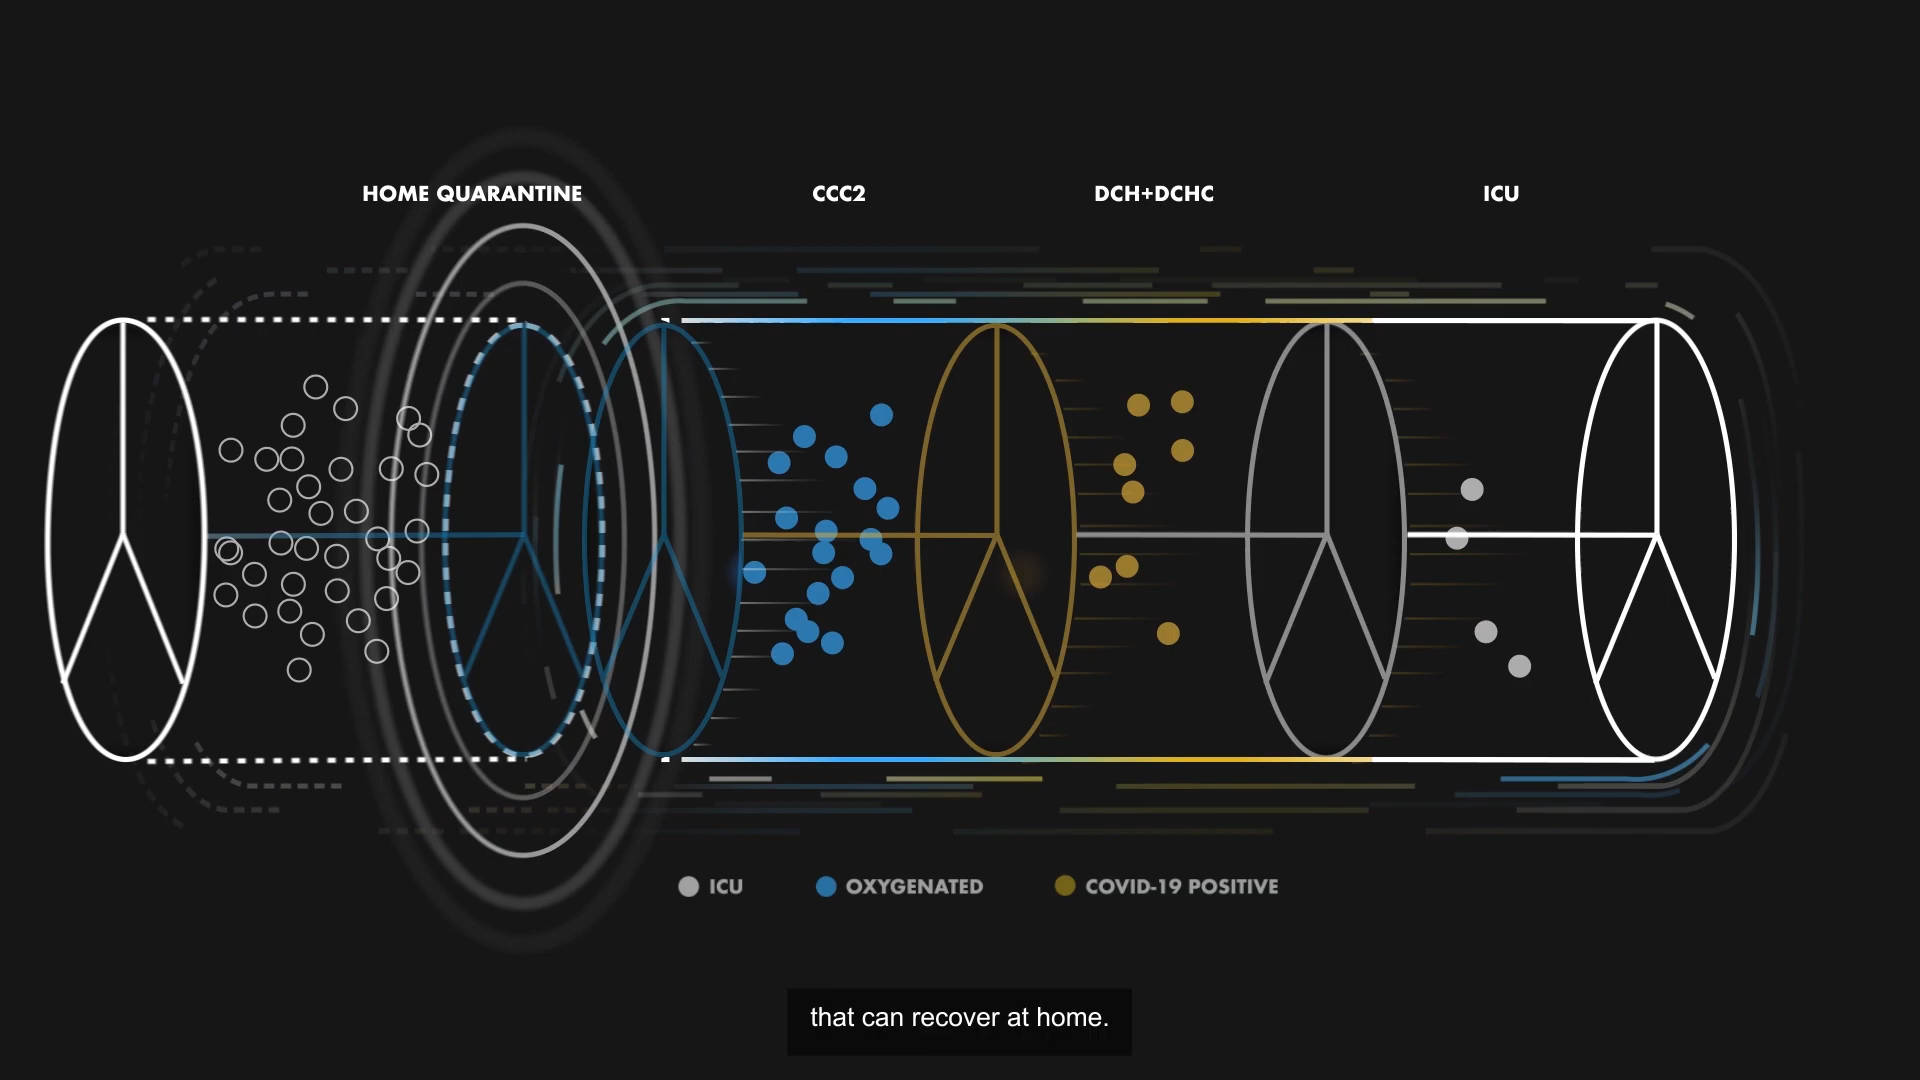 HOME QUARANTINE
CCC2
DCH+DCHC
ICU
ICU
OXYGENATED
COVID-19 POSITIVE
that can recover at home.